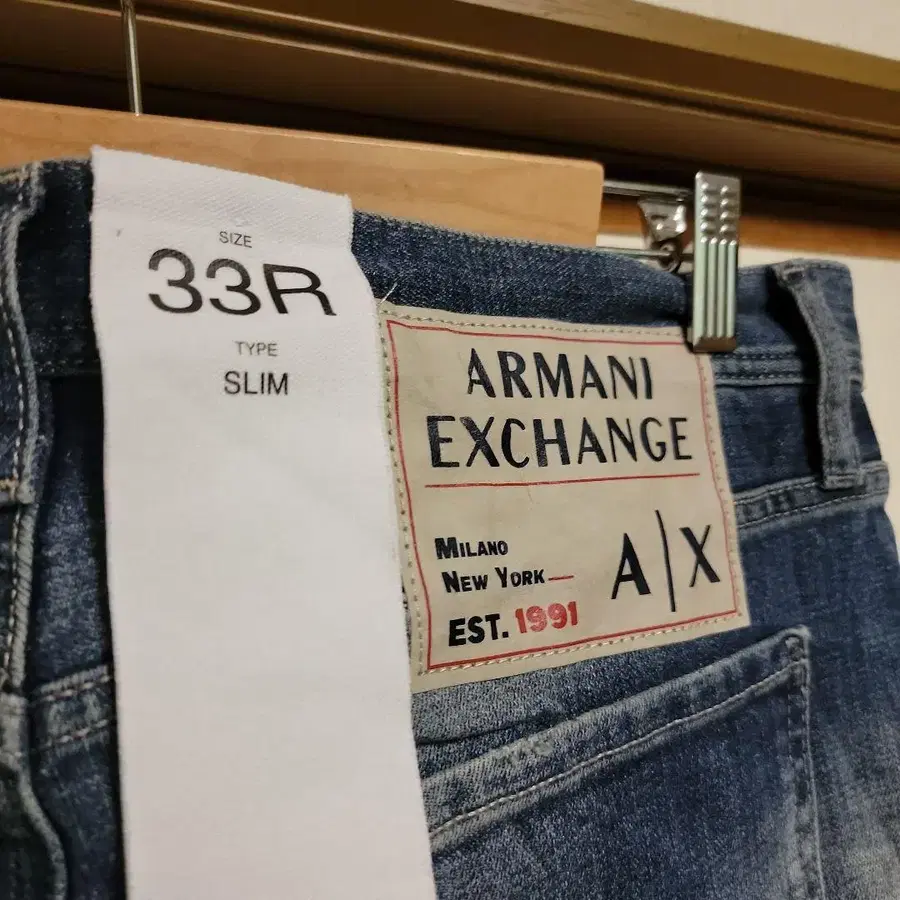 SIZE
33R
TYPE
SLIM
ARMANI
EXCHANGE
MILANO
NEW YORK—
EST. 1991
A|X